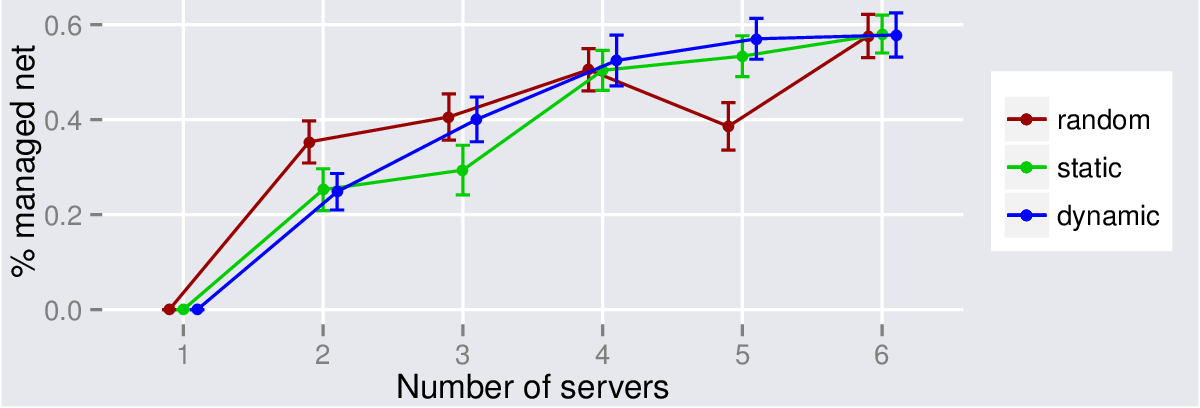 % managed net
0.6
0.4
0.2
0.0
1 2 3 4 5 6
Number of servers
random
static
dynamic